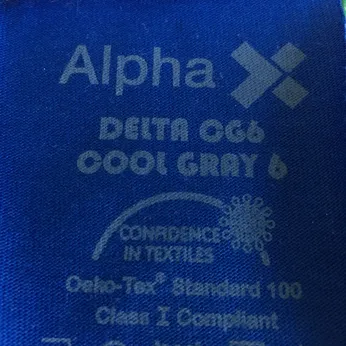 Alpha
DELTA CG6
COOL GRAY 6
CONFIDENCE
IN TEXTILES
Oeko-Tex® Standard 100
Class I Compliant